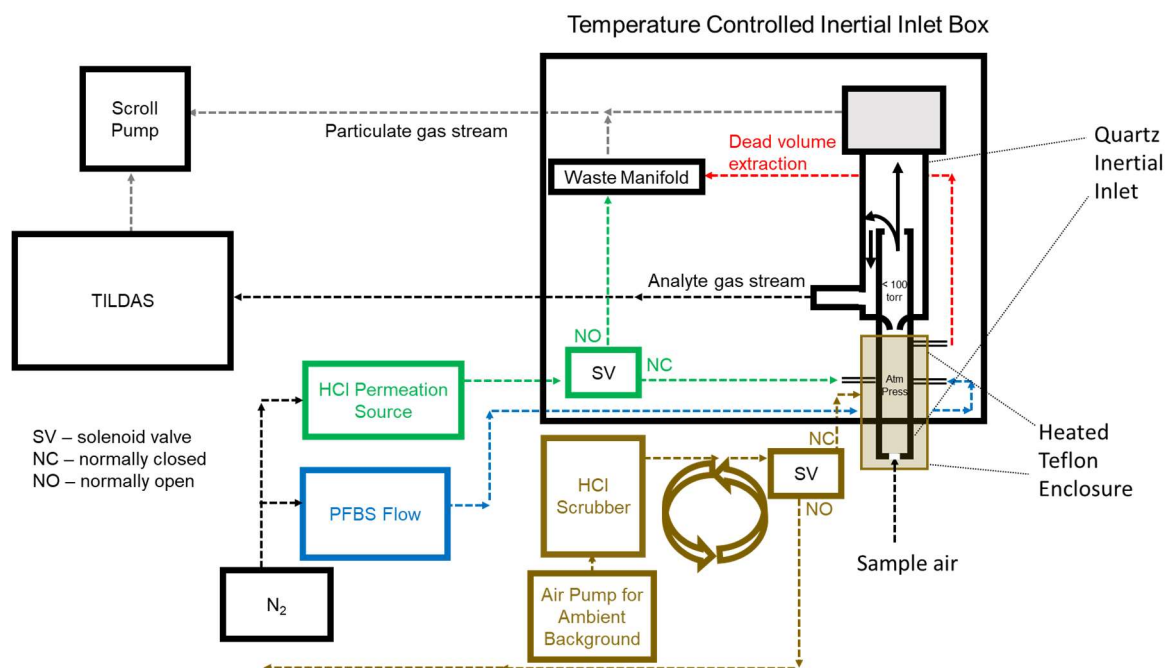 Temperature Controlled Inertial Inlet Box
Scroll
Pump
Particulate gas stream
Dead volume
extraction
Quartz
Inertial
Inlet
Waste Manifold
TILDAS
Analyte gas stream
< 100
torr
NO
SV
NC
HCl Permeation
Source
Atm
Press
SV – solenoid valve
NC – normally closed
NO – normally open
Heated
Teflon
Enclosure
NC
HCl
Scrubber
SV
NO
PFBS Flow
Sample air
N2
Air Pump for
Ambient
Background